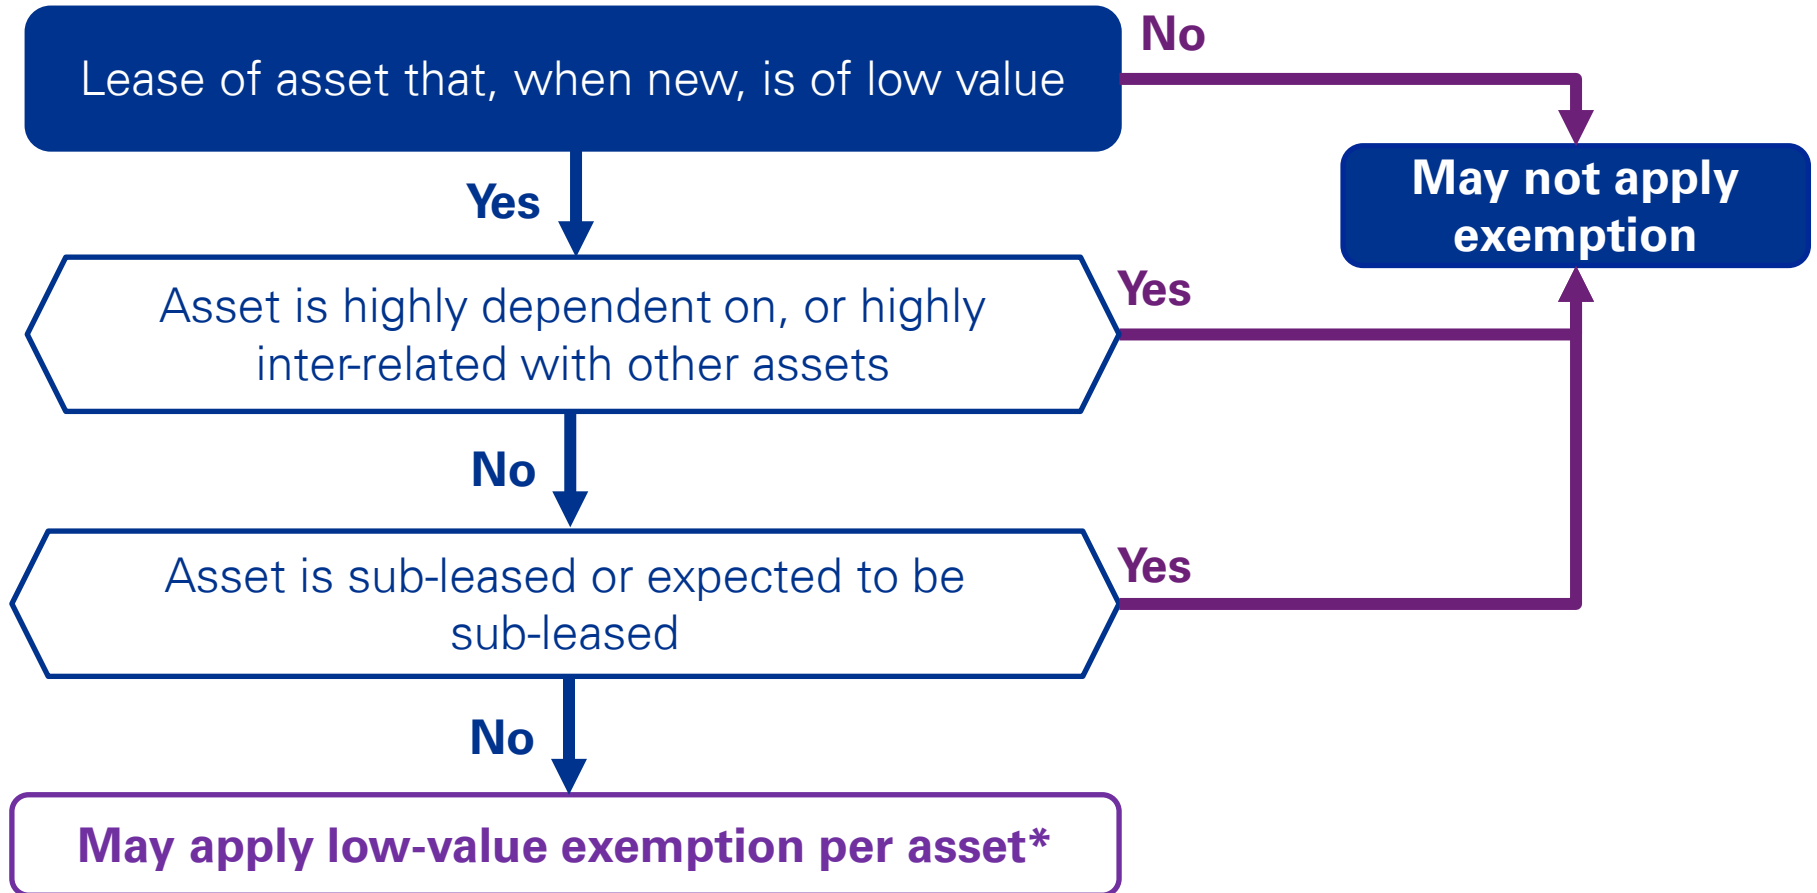 Lease of asset that, when new, is of low value
No
May not apply
exemption
Yes
Asset is highly dependent on, or highly
inter-related with other assets
Yes
No
Asset is sub-leased or expected to be
sub-leased
Yes
No
May apply low-value exemption per asset*